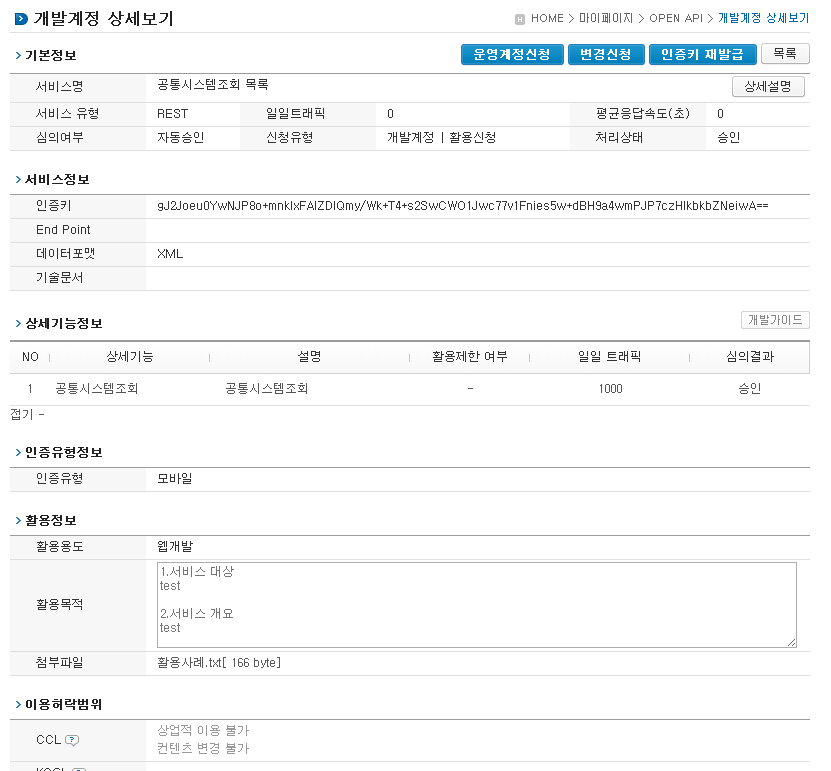 개발계정 상세보기
HOME > 마이페이지 > OPEN API > 개발계정 상세보기
기본정보
운영계정신청 변경신청 인증키 재발급 목록
서비스명 공통시스템조회 목록 상세설명
서비스 유형 REST 일일트래픽 0 평균응답속도(초) 0
심의여부 자동승인 신청유형 개발계정 | 활용신청 처리상태 승인
서비스정보
인증키 gJ2Joeu0YwNJP8o+mnkIxFAIZDIQmy/Wk+T4+s2SwCWO1Jwc77v1Fnies5w+dBH9a4wmPJP7czHIkbkbZNeiwA==
End Point
데이터포맷 XML
기술문서
상세기능정보 개발가이드
NO 상세기능 설명 활용제한 여부 일일 트래픽 심의결과
1 공통시스템조회 공통시스템조회 - 1000 승인
접기 -
인증유형정보
인증유형 모바일
활용정보
활용용도 웹개발
활용목적
1.서비스 대상
test
2.서비스 개요
test
첨부파일 활용사례.txt[ 166 byte]
이용허락범위
CCL ?
상업적 이용 불가
컨텐츠 변경 불가